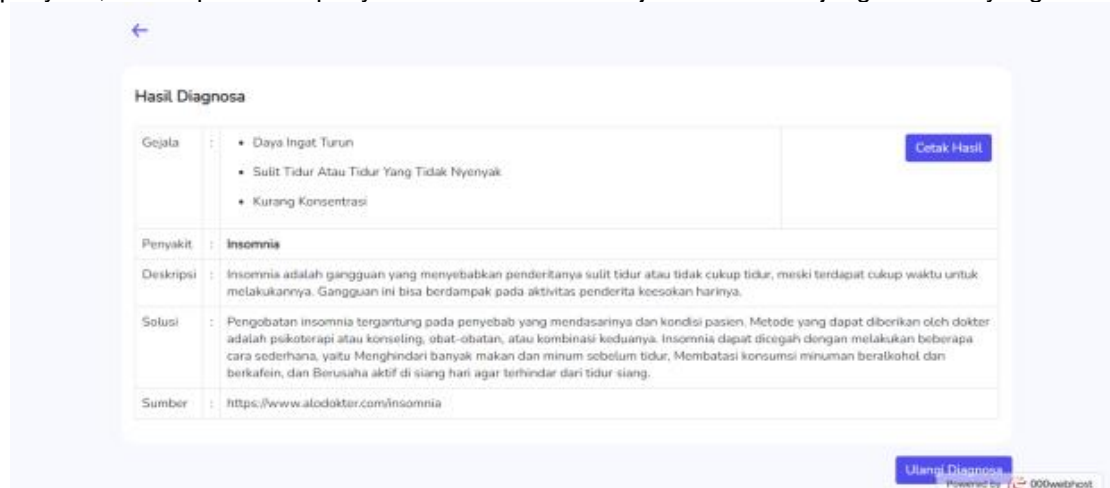 Hasil Diagnosa
Gejala : • Daya Ingat Turun
• Sulit Tidur Atau Tidur Yang Tidak Nyenyak
• Kurang Konsentrasi
Cetak Hasil
Penyakit : Insomnia
Deskripsi : Insomnia adalah gangguan yang menyebabkan penderitanya sulit tidur atau tidak cukup tidur, meski terdapat cukup waktu untuk
melakukannya. Gangguan ini bisa berdampak pada aktivitas penderita keesokan harinya.
Solusi : Pengobatan insomnia tergantung pada penyebab yang mendasarinya dan kondisi pasien. Metode yang dapat diberikan oleh dokter
adalah psikoterapi atau konseling, obat-obatan, atau kombinasi keduanya. Insomnia dapat dicegah dengan melakukan beberapa
cara sederhana, yaitu Menghindari banyak makan dan minum sebelum tidur, Membatasi konsumsi minuman beralkohol dan
berkafein, dan Berusaha aktif di siang hari agar terhindar dari tidur siang.
Sumber : https://www.alodokter.com/insomnia
Ulangi Diagnosa
Powered by 000webhost